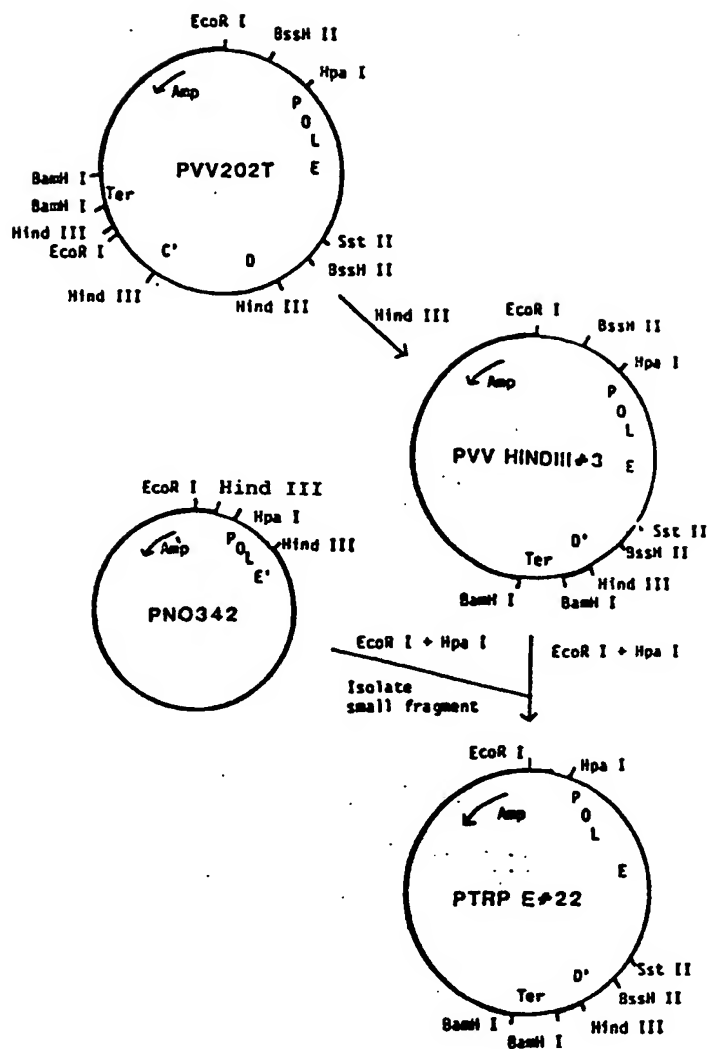 EcoR I
BssH II
Hpa I
Amp
P
O
L
E
PVV202T
BamH I
Ter
BamH I
Hind III
EcoR I
C'
D
Sst II
BssH II
Hind III
Hind III
Hind III
EcoR I
BssH II
Hpa I
Amp
P
O
L
E
PVV HINDIII#3
Sst II
D'
BssH II
Ter
Hind III
BamH I
BamH I
EcoR I
Hind III
Hpa I
Amp
P
O
L
Hind III
E'
PNO342
EcoR I + Hpa I
EcoR I + Hpa I
Isolate
small fragment
EcoR I
Hpa I
Amp
P
O
L
E
PTRP E#22
Sst II
D'
BssH II
Ter
Hind III
BamH I
BamH I